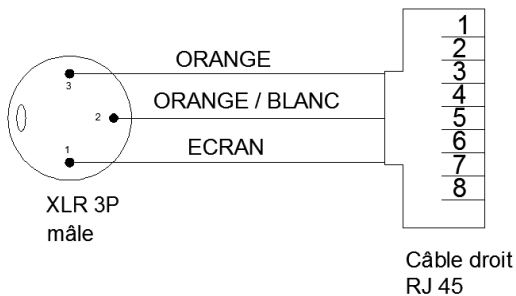 ORANGE
ORANGE / BLANC
ECRAN
3
2
1
XLR 3P
mâle
1
2
3
4
5
6
7
8
Câble droit
RJ 45